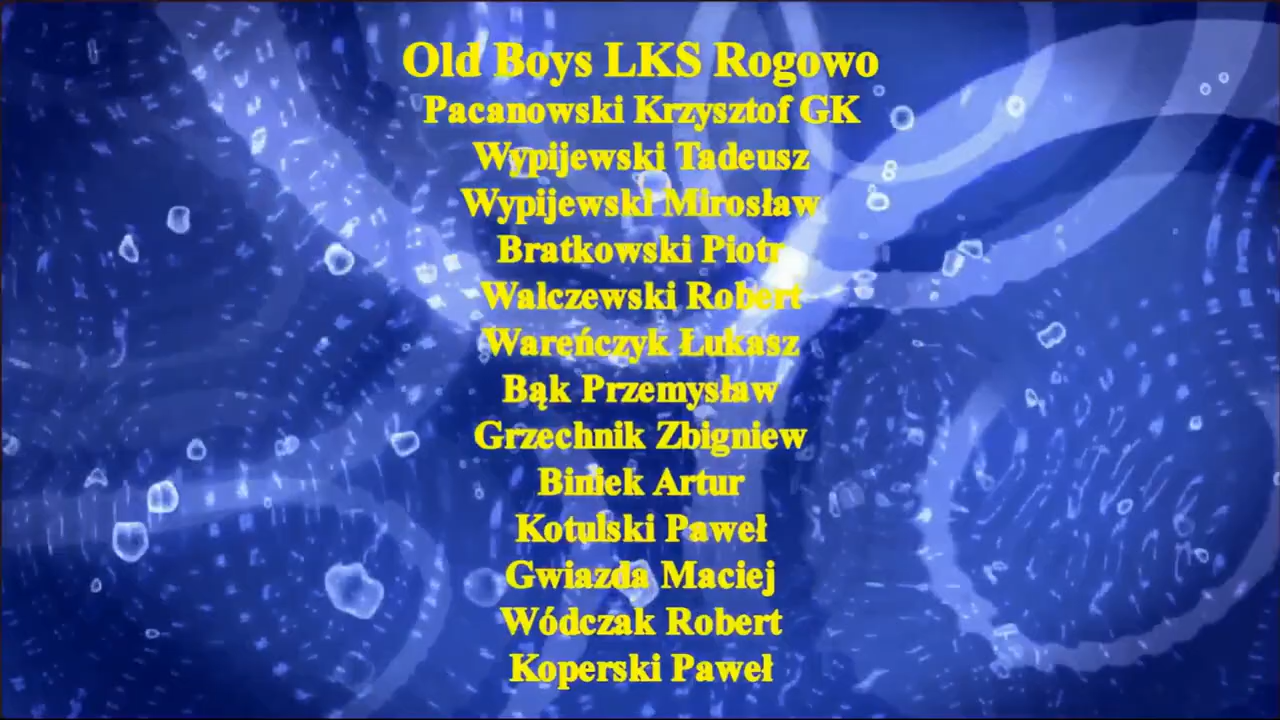 Old Boys LKS Rogowo
Pacanowski Krzysztof GK
Wypijewski Tadeusz
Wypijewski Mirosław
Bratkowski Piotr
Walczewski Robert
Wareńczyk Łukasz
Bąk Przemysław
Grzechnik Zbigniew
Biniek Artur
Kotulski Paweł
Gwiazda Maciej
Wódczak Robert
Koperski Paweł